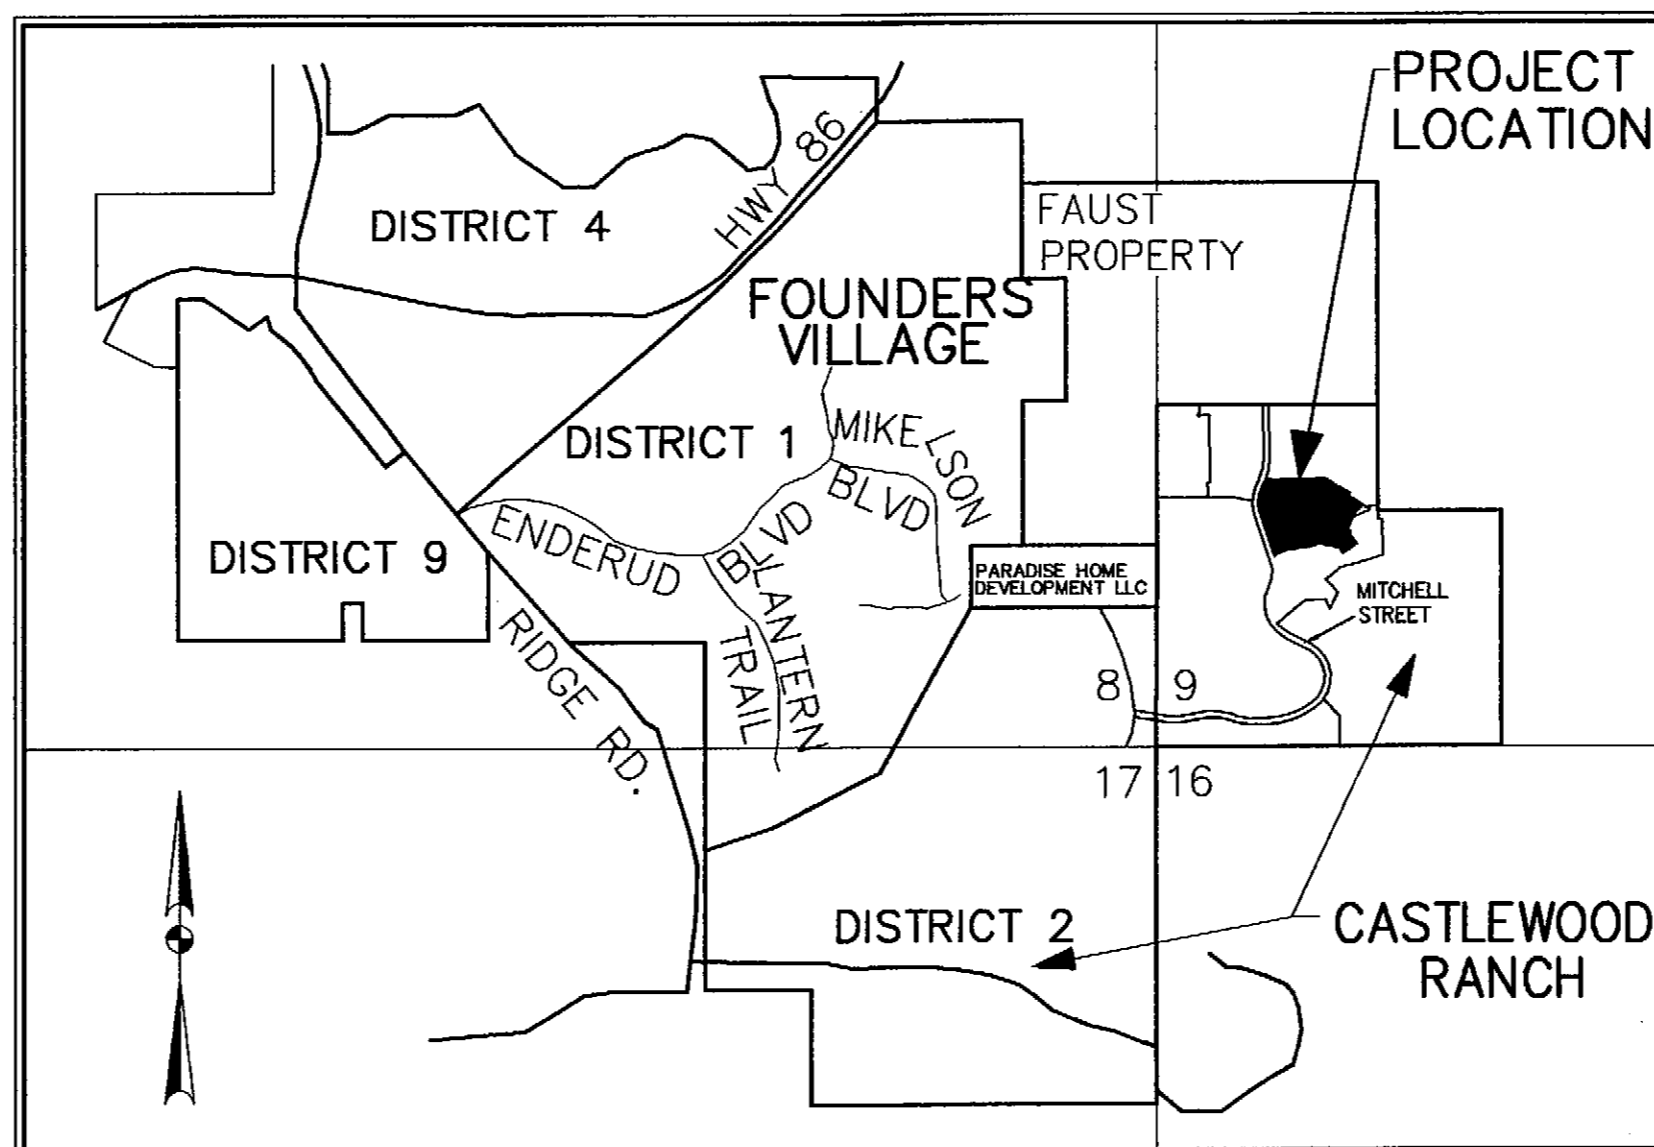 PROJECT
LOCATION
HWY 86
FAUST
PROPERTY
DISTRICT 4
FOUNDERS
VILLAGE
MIKELSON
BLVD
DISTRICT 1
ENDERUD
BLVD
DISTRICT 9
PARADISE HOME
DEVELOPMENT LLC
MITCHELL
STREET
LANTERN
TRAIL
RIDGE RD.
8 9
17 16
DISTRICT 2
CASTLEWOOD
RANCH